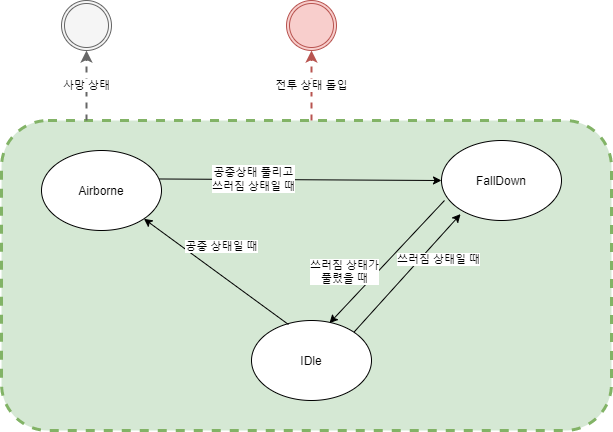 사망 상태
전투 상태 돌입
Airborne
공중상태 풀리고
쓰러짐 상태일 때
FallDown
공중 상태일 때
쓰러짐 상태가
풀렸을 때
쓰러짐 상태일 때
IDle